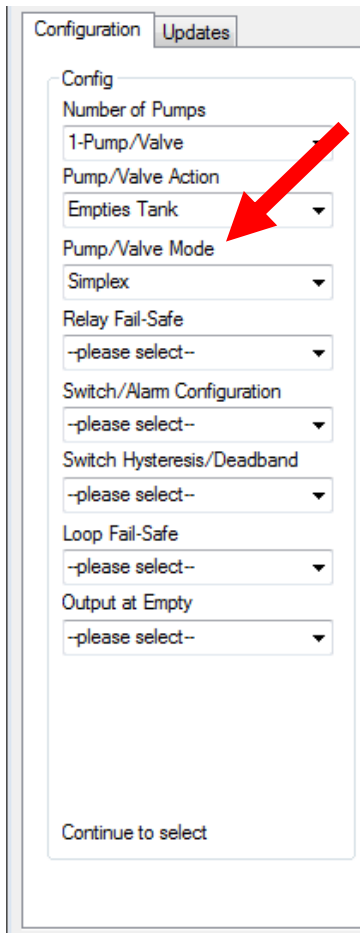 Configuration
Updates
Config
Number of Pumps
1-Pump/Valve
Pump/Valve Action
Empties Tank
Pump/Valve Mode
Simplex
Relay Fail-Safe
--please select--
Switch/Alarm Configuration
--please select--
Switch Hysteresis/Deadband
--please select--
Loop Fail-Safe
--please select--
Output at Empty
--please select--
Continue to select